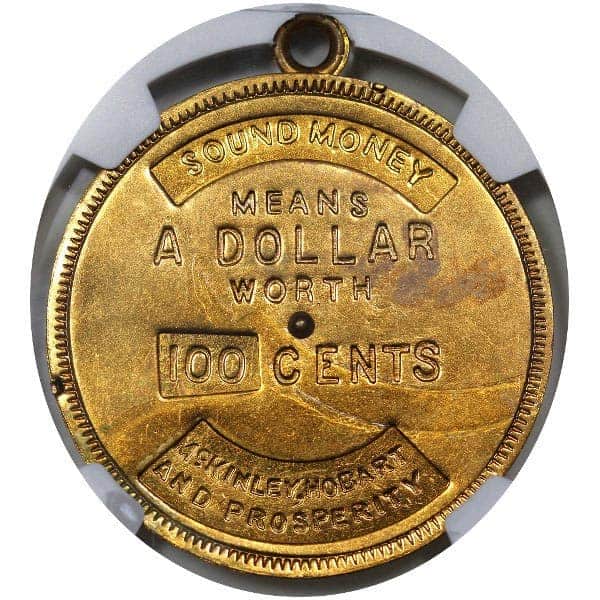 SOUND MONEY
MEANS
A DOLLAR
WORTH
100 CENTS
MCKINLEY, HOBART
AND PROSPERITY.